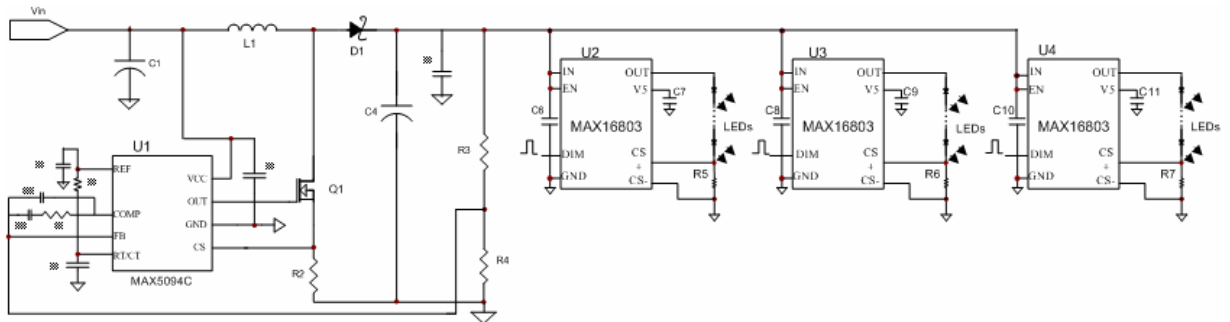 Vin
L1
D1
C1
C4
R3
R4
U1
REF
VCC
OUT
COMP
GND
FB
CS
RT/CT
MAX5094C
Q1
R2
U2
IN
OUT
EN
V5
C7
C6
MAX16803
LEDs
DIM
CS
+
CS-
GND
R5
U3
IN
OUT
EN
V5
C9
C8
MAX16803
LEDs
DIM
CS
+
CS-
GND
R6
U4
IN
OUT
EN
V5
C11
C10
MAX16803
LEDs
DIM
CS
+
CS-
GND
R7